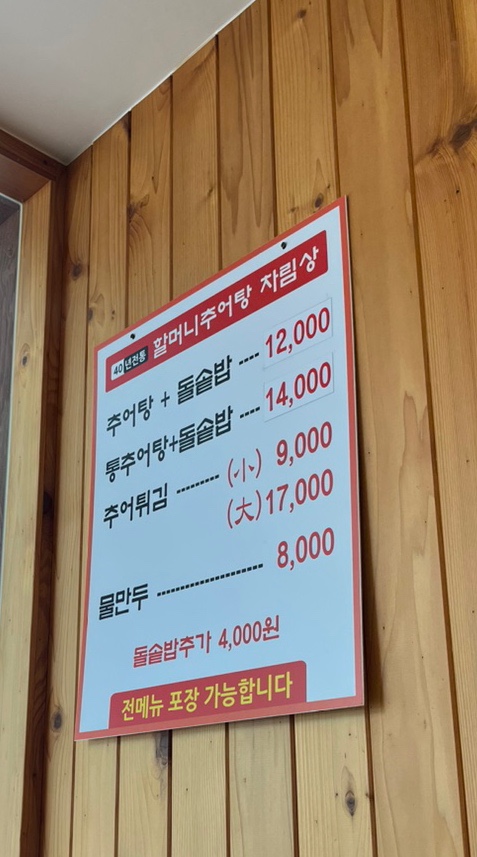 40년전통 할머니추어탕 차림상
추어탕 + 돌솥밥 ---- 12,000
통추어탕+돌솥밥 ---- 14,000
추어튀김 -------- (小) 9,000
(大) 17,000
물만두 -------------------- 8,000
돌솥밥추가 4,000원
전메뉴 포장 가능합니다